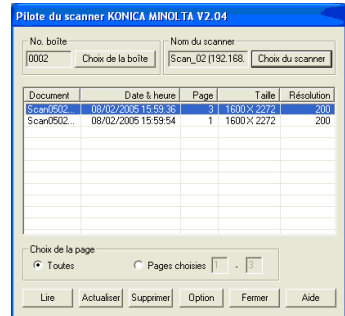 Pilote du scanner KONICA MINOLTA V2.04
No. boîte
Nom du scanner
0002 Choix de la boîte Scan_02 (192.168. Choix du scanner
Document Date & heure Page Taille Résolution
Scan0502... 08/02/2005 15:59:36 3 1600 X 2272 200
Scan0502... 08/02/2005 15:59:54 1 1600 X 2272 200
Choix de la page
Toutes Pages choisies 1 - 3
Lire Actualiser Supprimer Option Fermer Aide